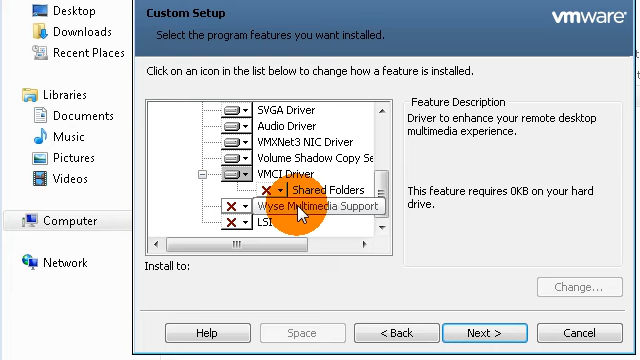 Desktop
Downloads
Recent Places
Libraries
Documents
Music
Pictures
Videos
Computer
Network
Custom Setup
Select the program features you want installed.
vmware
Click on an icon in the list below to change how a feature is installed.
SVGA Driver
Audio Driver
VMXNet3 NIC Driver
Volume Shadow Copy Se
VMCI Driver
Shared Folders
Wyse Multimedia Support
LSI
Feature Description
Driver to enhance your remote desktop
multimedia experience.
This feature requires 0KB on your hard
drive.
Install to:
Change...
Help
Space
< Back
Next >
Cancel